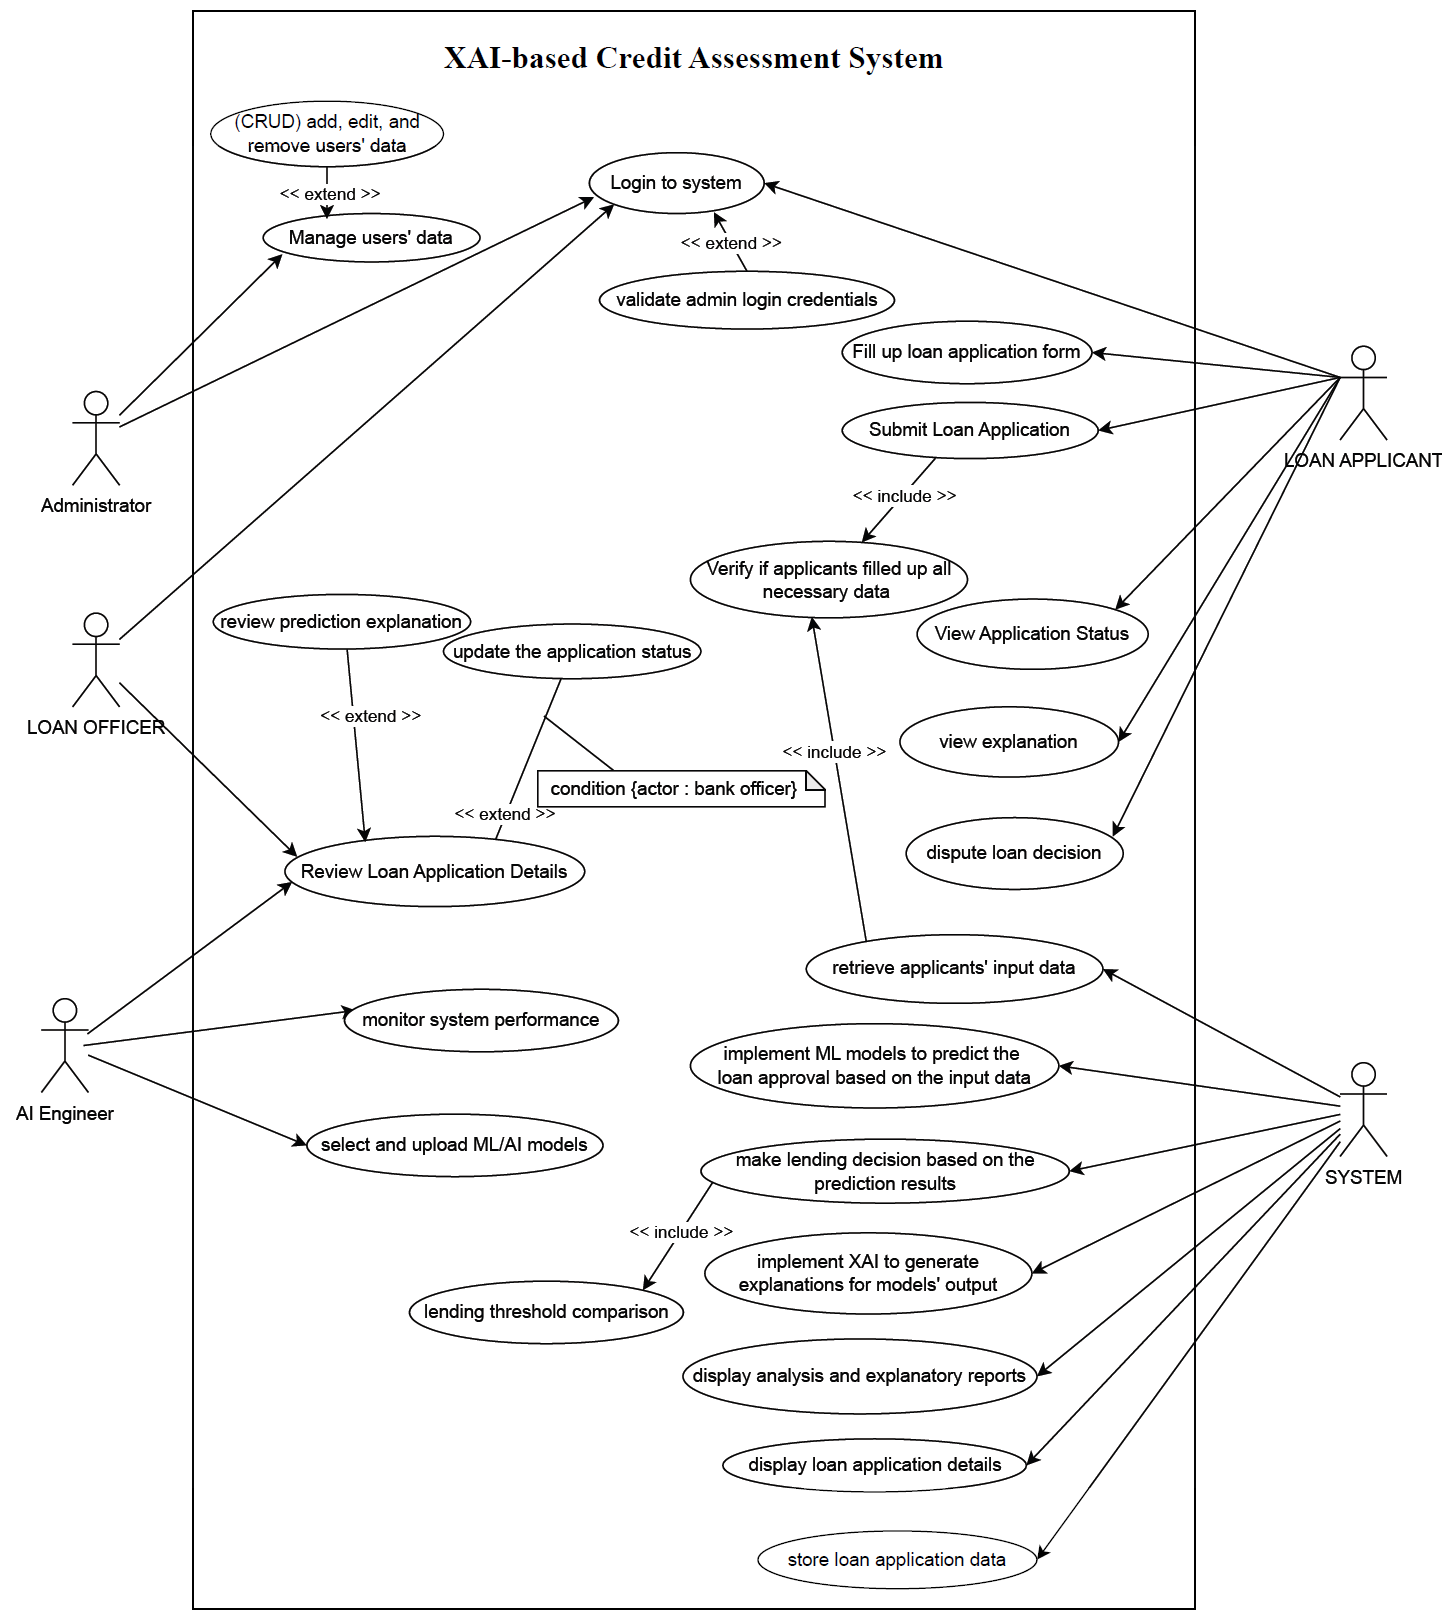 XAI-based Credit Assessment System
(CRUD) add, edit, and
remove users' data
<< extend >>
Manage users' data
Login to system
<< extend >>
validate admin login credentials
Fill up loan application form
Submit Loan Application
<< include >>
Verify if applicants filled up all
necessary data
Administrator
LOAN APPLICANT
review prediction explanation
update the application status
View Application Status
LOAN OFFICER
<< extend >>
view explanation
<< include >>
condition {actor : bank officer}
<< extend >>
dispute loan decision
Review Loan Application Details
retrieve applicants' input data
monitor system performance
implement ML models to predict the
loan approval based on the input data
AI Engineer
select and upload ML/AI models
make lending decision based on the
prediction results
SYSTEM
<< include >>
implement XAI to generate
explanations for models' output
lending threshold comparison
display analysis and explanatory reports
display loan application details
store loan application data